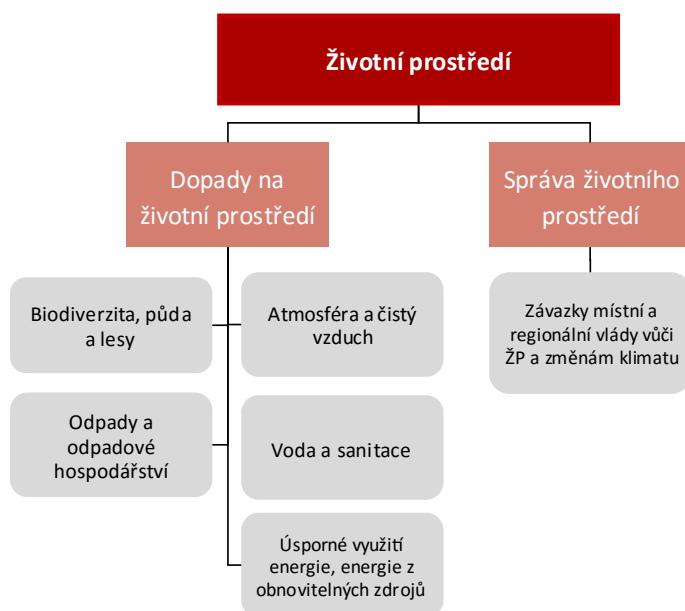 Životní prostředí
Dopady na
životní prostředí
Správa životního
prostředí
Biodiverzita, půda
a lesy
Atmosféra a čistý
vzduch
Závazky místní a
regionální vlády vůči
ŽP a změnám klimatu
Odpady a
odpadové
hospodářství
Voda a sanitace
Úsporné využití
energie, energie z
obnovitelných zdrojů